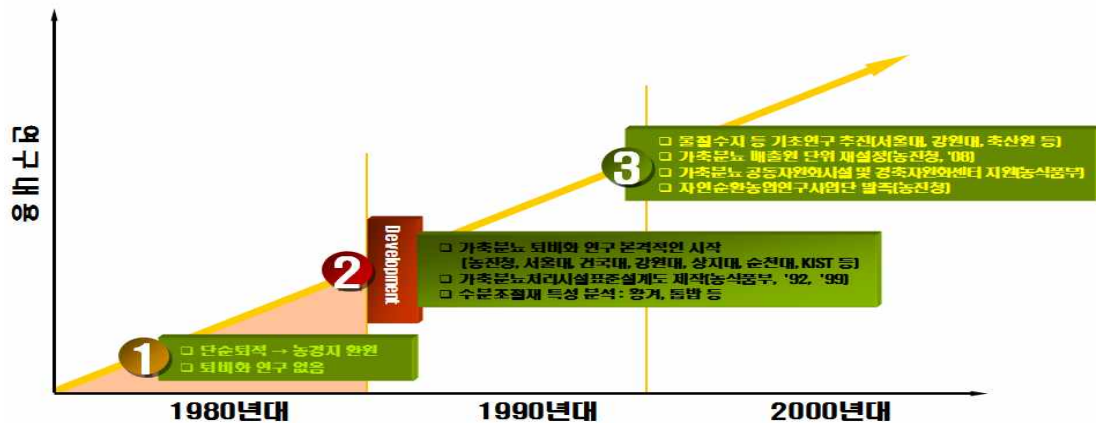 연구내용
3
❑ 물질수지 등 기초연구 추진(서울대, 강원대, 축산원 등)
❑ 가축분뇨 배출원 단위 재설정(농진청, '08)
❑ 가축분뇨 공동자원화시설 및 경축자원화센터 지원(농식품부)
❑ 자연순환농업연구사업단 발족(농진청)
2
Development
❑ 가축분뇨 퇴비화 연구 본격적인 시작
(농진청, 서울대, 건국대, 강원대, 상지대, 순천대, KIST 등)
❑ 가축분뇨처리시설표준설계도 제작(농식품부, '92, '99)
❑ 수분조절재 특성 분석 : 왕겨, 톱밥 등
1
❑ 단순퇴적 → 농경지 환원
❑ 퇴비화 연구 없음
1980년대 1990년대 2000년대